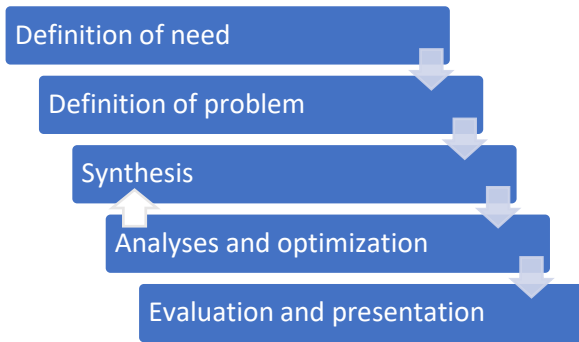 Definition of need
Definition of problem
Synthesis
Analyses and optimization
Evaluation and presentation